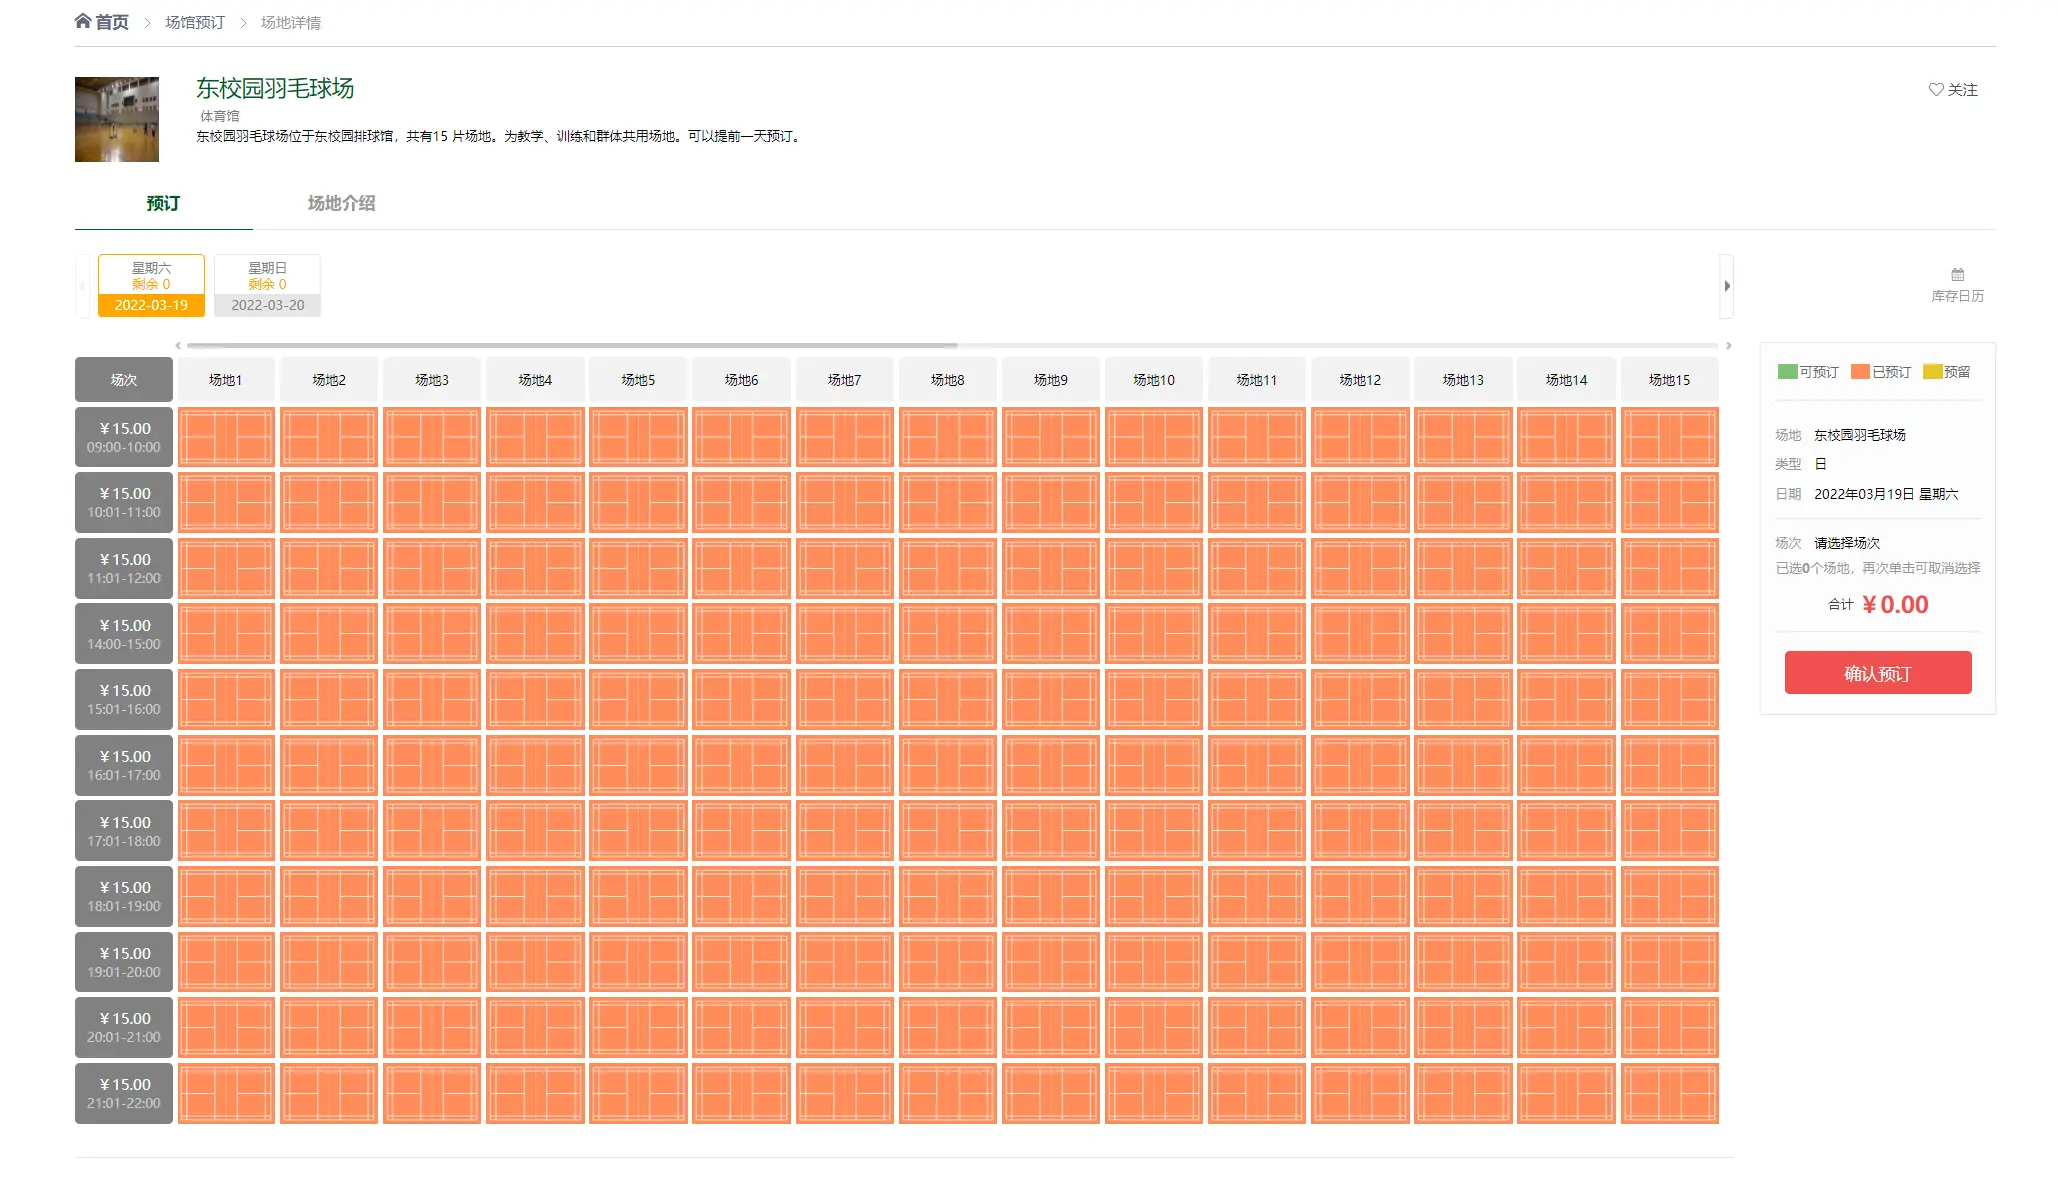 首页 > 场馆预订 > 场地详情
东校园羽毛球场
关注
体育馆
东校园羽毛球场位于东校园排球馆，共有15 片场地。为教学、训练和群体共用场地。可以提前一天预订。
预订 场地介绍
星期六 星期日
剩余 0 剩余 0
2022-03-19 2022-03-20
库存日历
场次 场地1 场地2 场地3 场地4 场地5 场地6 场地7 场地8 场地9 场地10 场地11 场地12 场地13 场地14 场地15
¥ 15.00
09:00-10:00
¥ 15.00
10:01-11:00
¥ 15.00
11:01-12:00
¥ 15.00
14:00-15:00
¥ 15.00
15:01-16:00
¥ 15.00
16:01-17:00
¥ 15.00
17:01-18:00
¥ 15.00
18:01-19:00
¥ 15.00
19:01-20:00
¥ 15.00
20:01-21:00
¥ 15.00
21:01-22:00
可预订 已预订 预留
场地 东校园羽毛球场
类型 日
日期 2022年03月19日 星期六
场次 请选择场次
已选0个场地，再次单击可取消选择
合计 ¥ 0.00
确认预订